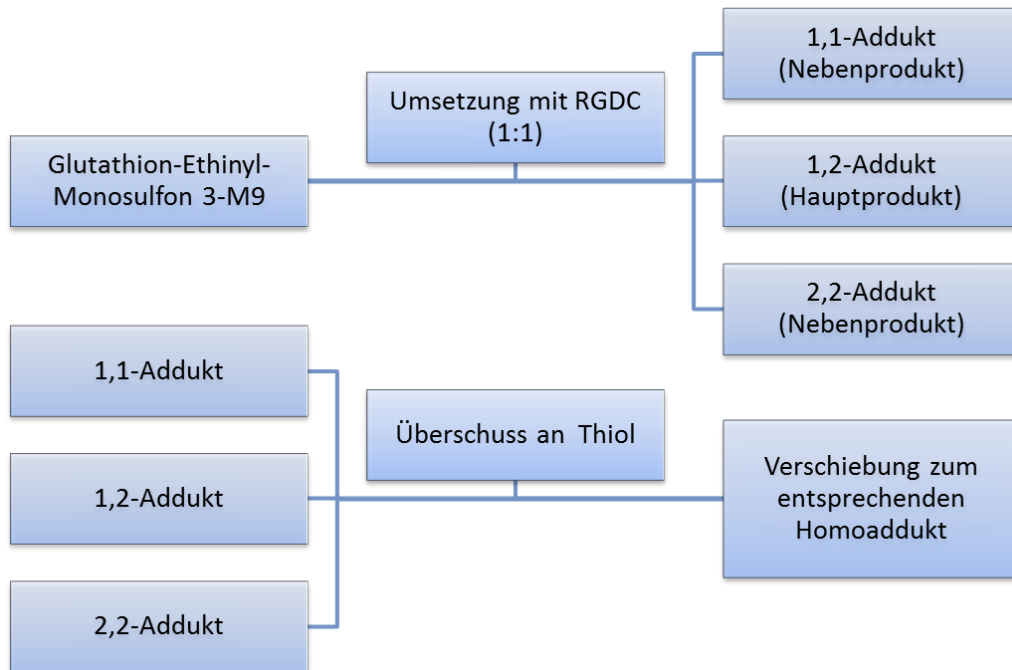 Glutathion-Ethinyl-
Monosulfon 3-M9
Umsetzung mit RGDC
(1:1)
1,1-Addukt
(Nebenprodukt)
1,2-Addukt
(Hauptprodukt)
2,2-Addukt
(Nebenprodukt)
1,1-Addukt
1,2-Addukt
2,2-Addukt
Überschuss an Thiol
Verschiebung zum
entsprechenden
Homoaddukt